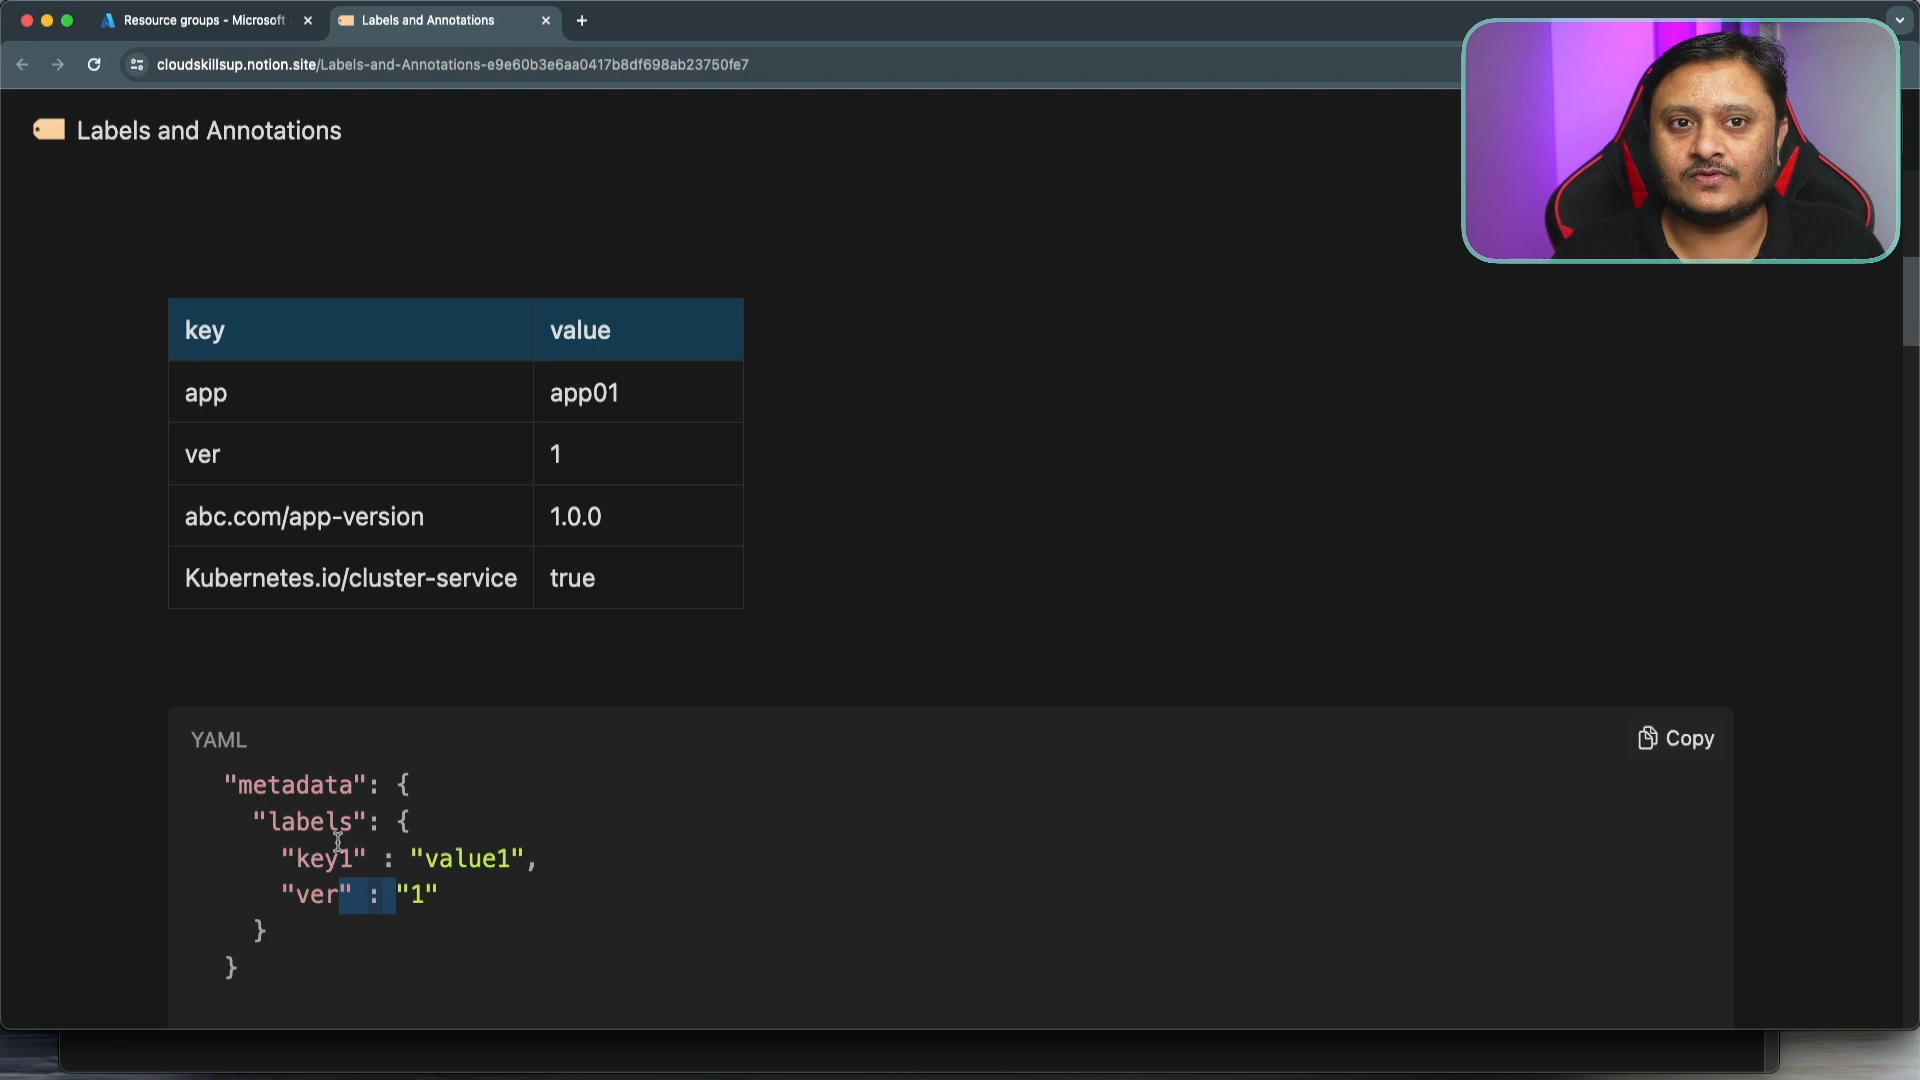 Resource groups - Microsoft
Labels and Annotations
cloudskillsup.notion.site/Labels-and-Annotations-e9e60b3e6aa0417b8df698ab23750fe7
Labels and Annotations
key value
app app01
ver 1
abc.com/app-version 1.0.0
Kubernetes.io/cluster-service true
YAML
Copy
"metadata": {
"labels": {
"key1" : "value1",
"ver" : "1"
}
}